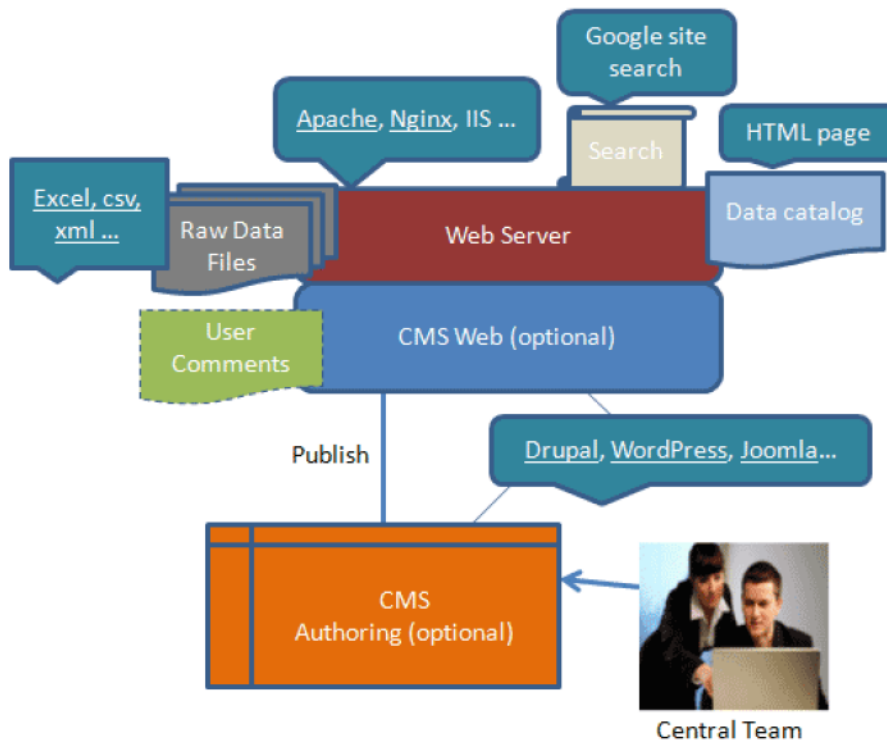 Google site
search
Apache, Nginx, IIS ...
Search
HTML page
Excel, csv,
xml ...
Raw Data
Files
Web Server
Data catalog
User
Comments
CMS Web (optional)
Publish
Drupal, WordPress, Joomla...
CMS
Authoring (optional)
Central Team